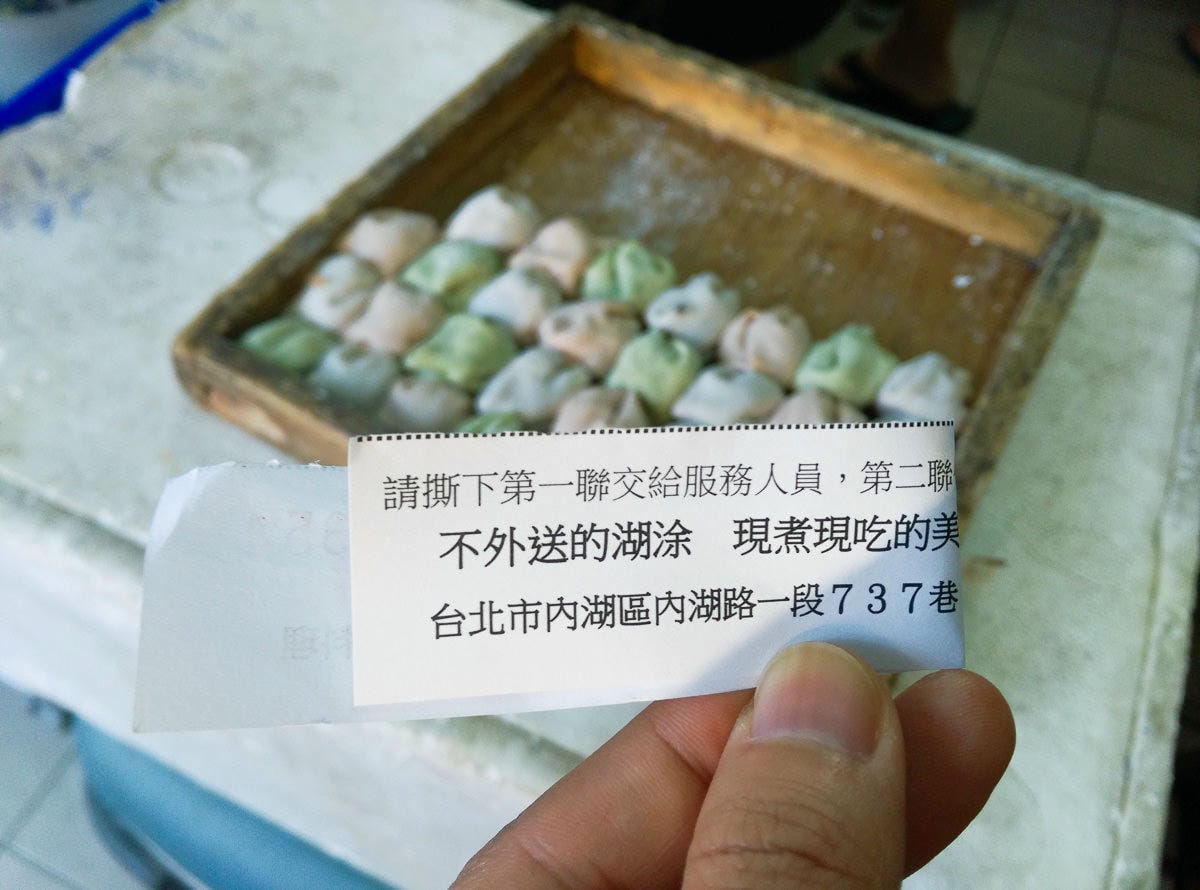 請撕下第一聯交給服務人員，第二聯
不外送的湖涂　現煮現吃的美
台北市內湖區內湖路一段７３７巷